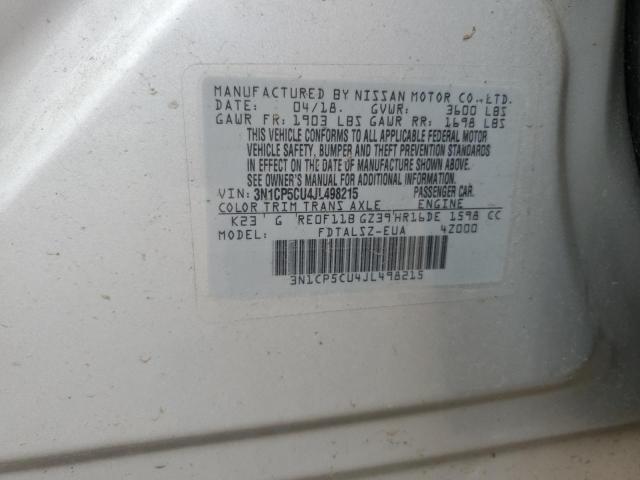 MANUFACTURED BY NISSAN MOTOR CO.,LTD.
DATE: 04/18. GVWR: 3600 LBS
GAWR FR: 1903 LBS GAWR RR: 1698 LBS
THIS VEHICLE CONFORMS TO ALL APPLICABLE FEDERAL MOTOR
VEHICLE SAFETY, BUMPER AND THEFT PREVENTION STANDARDS
IN EFFECT ON THE DATE OF MANUFACTURE SHOWN ABOVE.
SEE OWNER'S MANUAL FOR ADDITIONAL INFORMATION.
VIN: 3N1CP5CU4JL498215 PASSENGER CAR.
COLOR TRIM TRANS AXLE ENGINE
K23 G RE0F11B GZ39 HR16DE 1598 CC
MODEL: FDTALSZ-EUA 4Z000
3N1CP5CU4JL498215